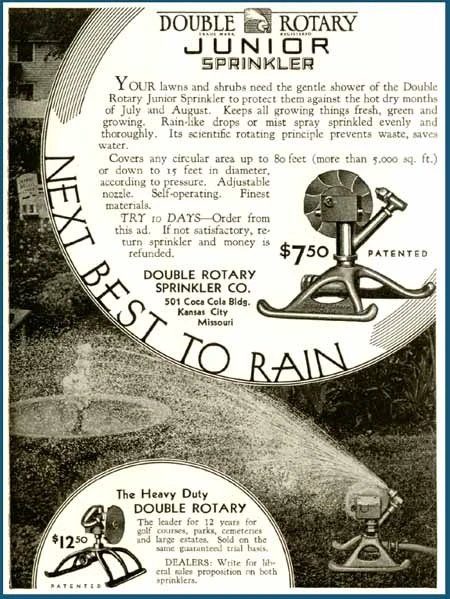 DOUBLE ROTARY
TRADE MARK REGISTERED
JUNIOR
SPRINKLER
YOUR lawns and shrubs need the gentle shower of the Double
Rotary Junior Sprinkler to protect them against the hot dry months
of July and August. Keeps all growing things fresh, green and
growing. Rain-like drops or mist spray sprinkled evenly and
thoroughly. Its scientific rotating principle prevents waste, saves
water.
Covers any circular area up to 80 feet (more than 5,000 sq. ft.)
or down to 15 feet in diameter,
according to pressure. Adjustable
nozzle. Self-operating. Finest
materials.
TRY 10 DAYS—Order from
this ad. If not satisfactory, re-
turn sprinkler and money is
refunded.
$7.50
PATENTED
DOUBLE ROTARY
SPRINKLER CO.
501 Coca Cola Bldg.
Kansas City
Missouri
NEXT BEST TO RAIN
The Heavy Duty
DOUBLE ROTARY
$12.50
The leader for 12 years for
golf courses, parks, cemeteries
and large estates. Sold on the
same guaranteed trial basis.
DEALERS: Write for lib-
eral sales proposition on both
sprinklers.
PATENTED